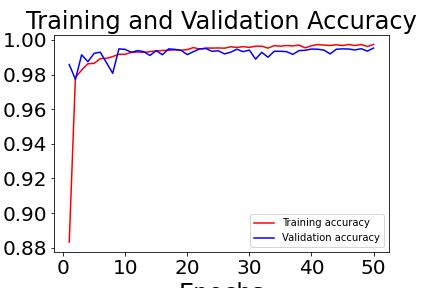 Training and Validation Accuracy
1.00
0.98
0.96
0.94
0.92
0.90
0.88
Training accuracy
Validation accuracy
0 10 20 30 40 50
Epochs